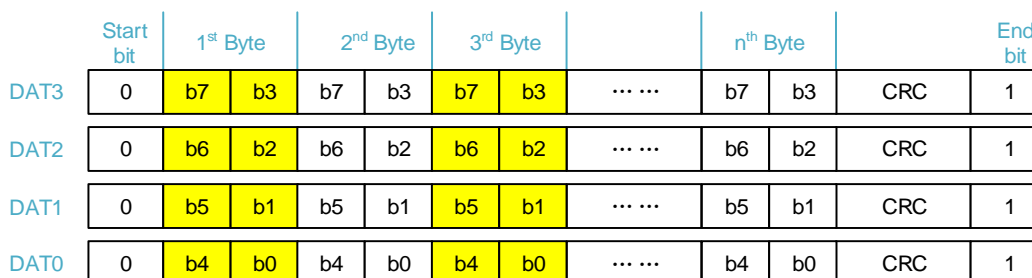 Start bit 1st Byte 2nd Byte 3rd Byte nth Byte End bit
DAT3 0 b7 b3 b7 b3 b7 b3 ... ... b7 b3 CRC 1
DAT2 0 b6 b2 b6 b2 b6 b2 ... ... b6 b2 CRC 1
DAT1 0 b5 b1 b5 b1 b5 b1 ... ... b5 b1 CRC 1
DAT0 0 b4 b0 b4 b0 b4 b0 ... ... b4 b0 CRC 1